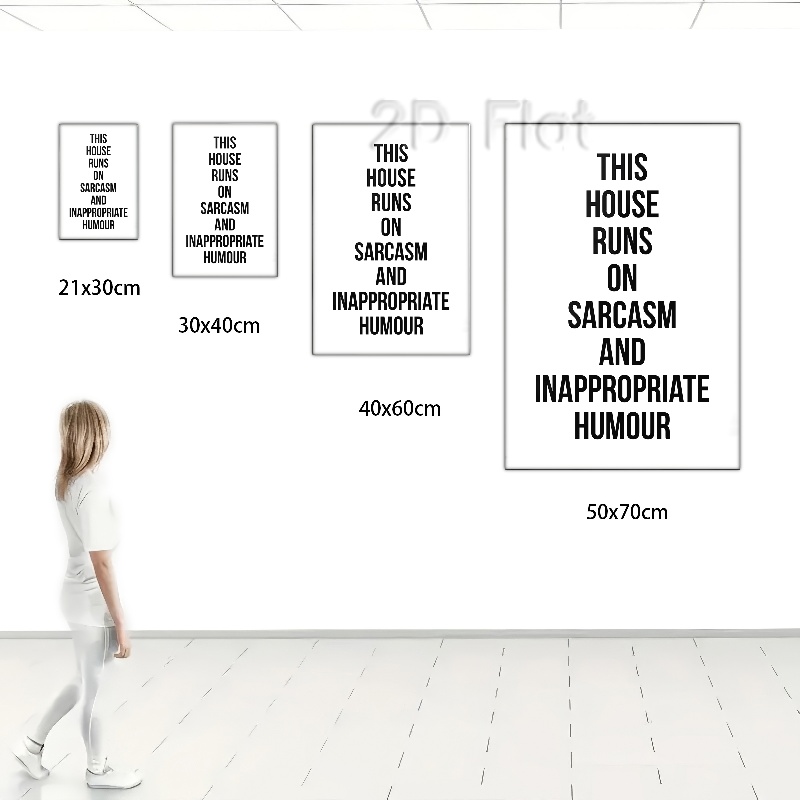 2D Flat
THIS
HOUSE
RUNS
ON
SARCASM
AND
INAPPROPRIATE
HUMOUR
21x30cm
THIS
HOUSE
RUNS
ON
SARCASM
AND
INAPPROPRIATE
HUMOUR
30x40cm
THIS
HOUSE
RUNS
ON
SARCASM
AND
INAPPROPRIATE
HUMOUR
40x60cm
THIS
HOUSE
RUNS
ON
SARCASM
AND
INAPPROPRIATE
HUMOUR
50x70cm